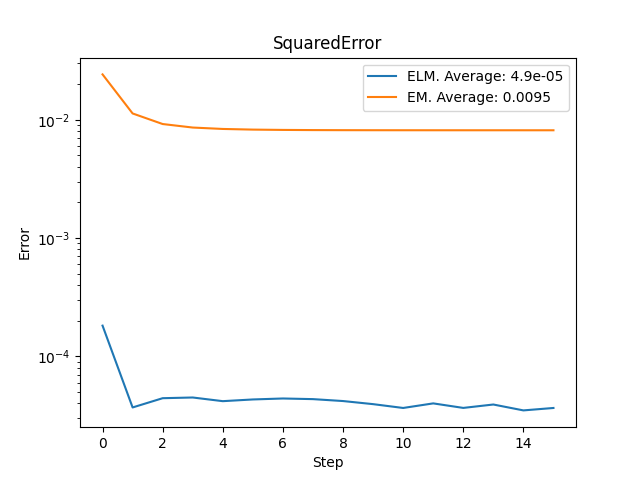 SquaredError
ELM. Average: 4.9e-05
EM. Average: 0.0095
Error
10⁻²
10⁻³
10⁻⁴
0 2 4 6 8 10 12 14
Step